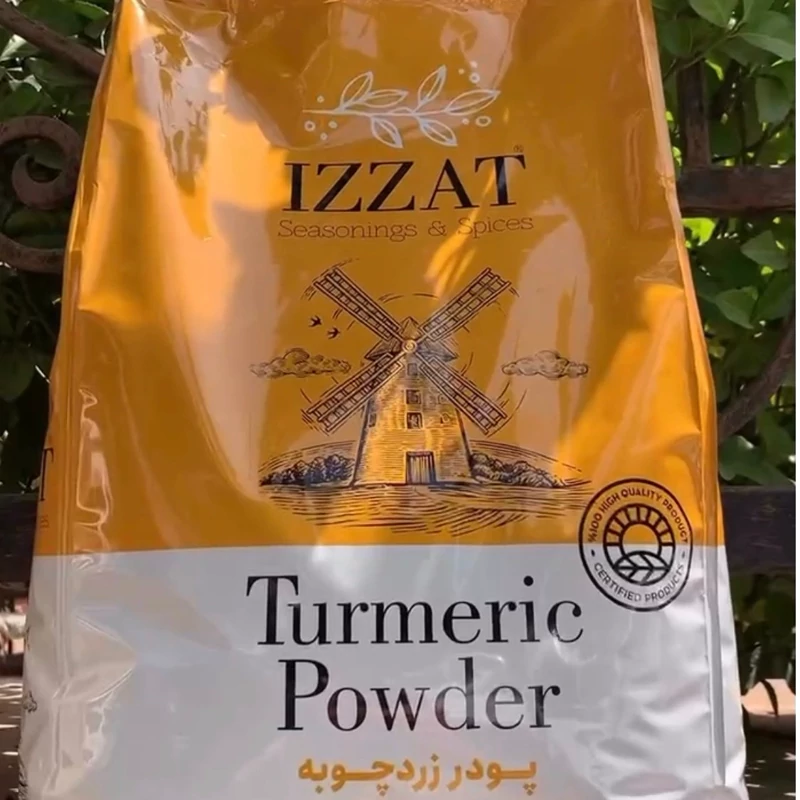 IZZAT®
Seasonings & Spices
%100 HIGH QUALITY PRODUCT
CERTIFIED PRODUCTS
Turmeric
Powder
پودر زردچوبه